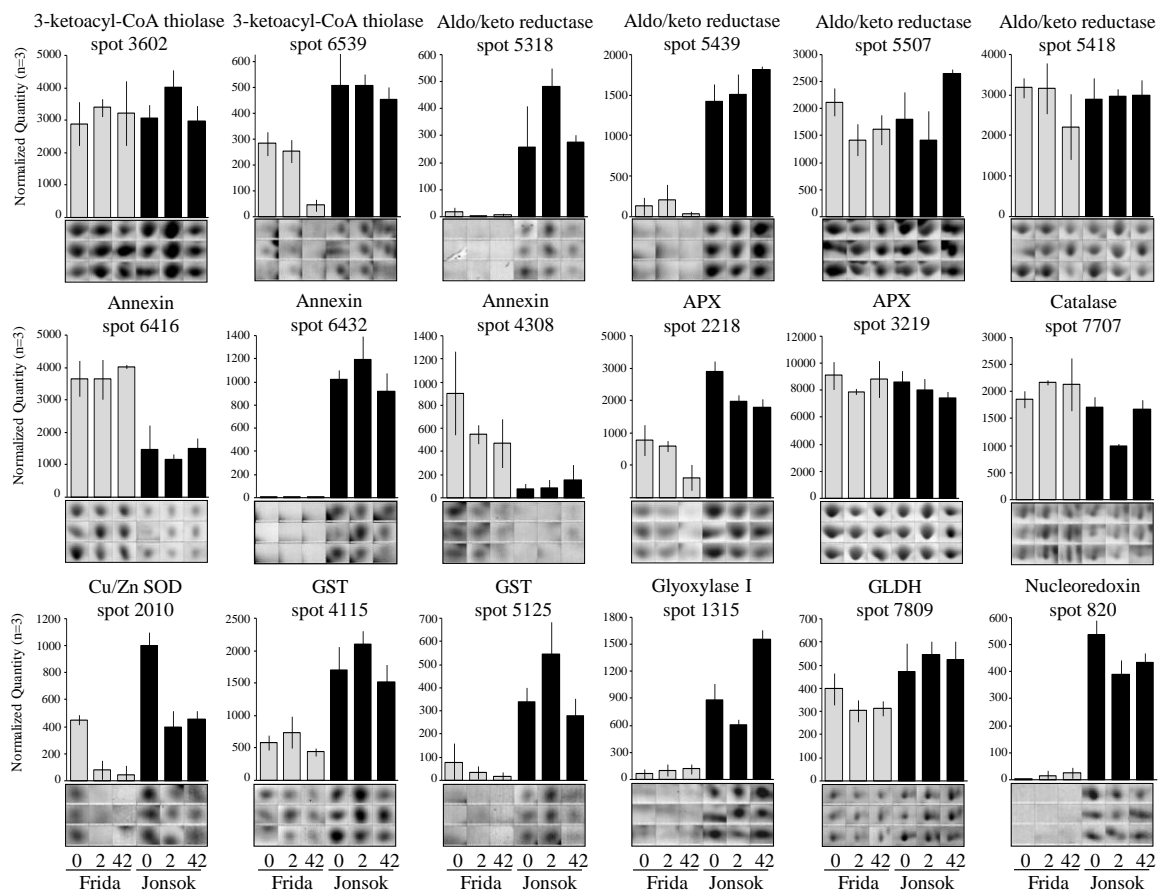 3-ketoacyl-CoA thiolase
spot 3602
3-ketoacyl-CoA thiolase
spot 6539
Aldo/keto reductase
spot 5318
Aldo/keto reductase
spot 5439
Aldo/keto reductase
spot 5507
Aldo/keto reductase
spot 5418
Normalized Quantity (n=3)
5000
4000
3000
2000
4000
0
600
500
400
300
200
100
0
600
500
400
300
200
100
0
2000
1500
1000
500
0
3000
2500
2000
1500
1000
500
0
4000
3000
2000
1000
0
Annexin
spot 6416
Annexin
spot 6432
Annexin
spot 4308
APX
spot 2218
APX
spot 3219
Catalase
spot 7707
Normalized Quantity (n=3)
5000
4000
3000
2000
1000
0
1400
1200
1000
800
600
400
200
0
1400
1200
1000
800
600
400
200
0
5000
4000
3000
2000
1000
0
12000
10000
8000
6000
4000
2000
0
3000
2500
2000
1500
1000
500
0
Cu/Zn SOD
spot 2010
GST
spot 4115
GST
spot 5125
Glyoxylase I
spot 1315
GLDH
spot 7809
Nucleoredoxin
spot 820
Normalized Quantity (n=3)
1000
800
600
400
200
0
2500
2000
1500
1000
500
0
700
600
500
400
300
200
100
0
1800
1500
1200
900
600
300
0
700
600
500
400
300
200
100
0
600
500
400
300
200
100
0
0 2 42 0 2 42
Frida Jonsok
0 2 42 0 2 42
Frida Jonsok
0 2 42 0 2 42
Frida Jonsok
0 2 42 0 2 42
Frida Jonsok
0 2 42 0 2 42
Frida Jonsok
0 2 42 0 2 42
Frida Jonsok